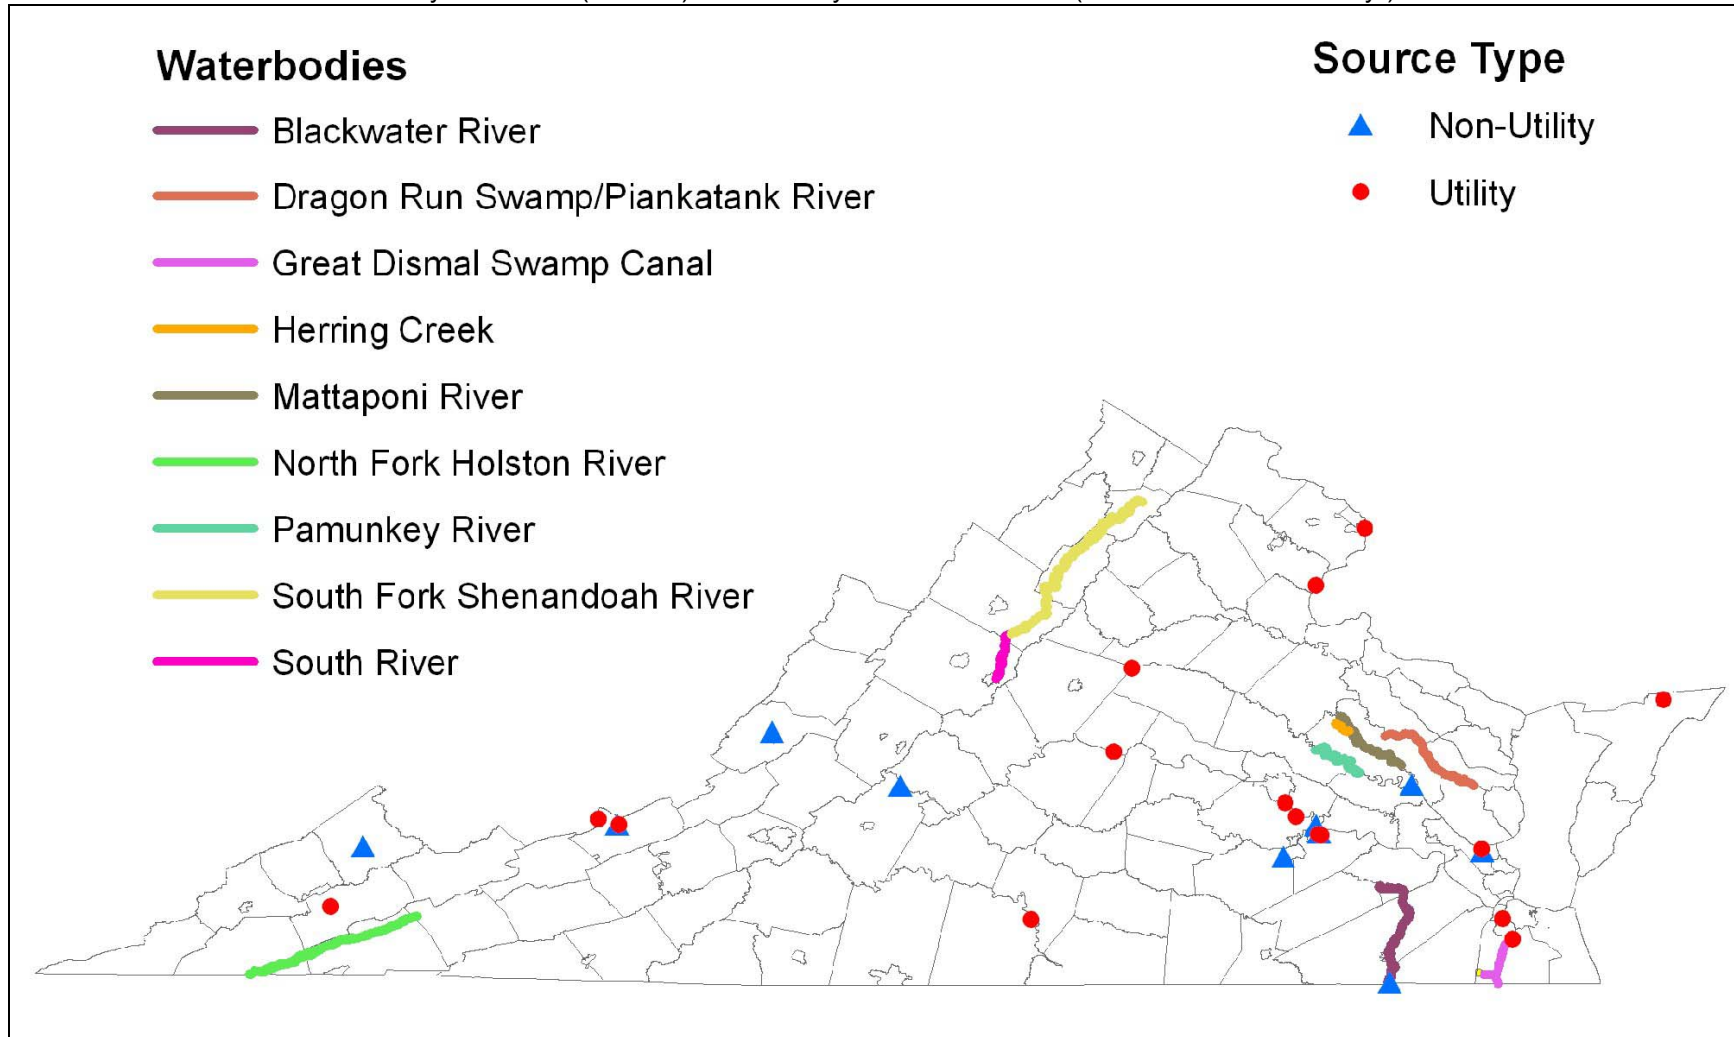 Waterbodies
Blackwater River
Dragon Run Swamp/Piankatank River
Great Dismal Swamp Canal
Herring Creek
Mattaponi River
North Fork Holston River
Pamunkey River
South Fork Shenandoah River
South River
Source Type
Non-Utility
Utility